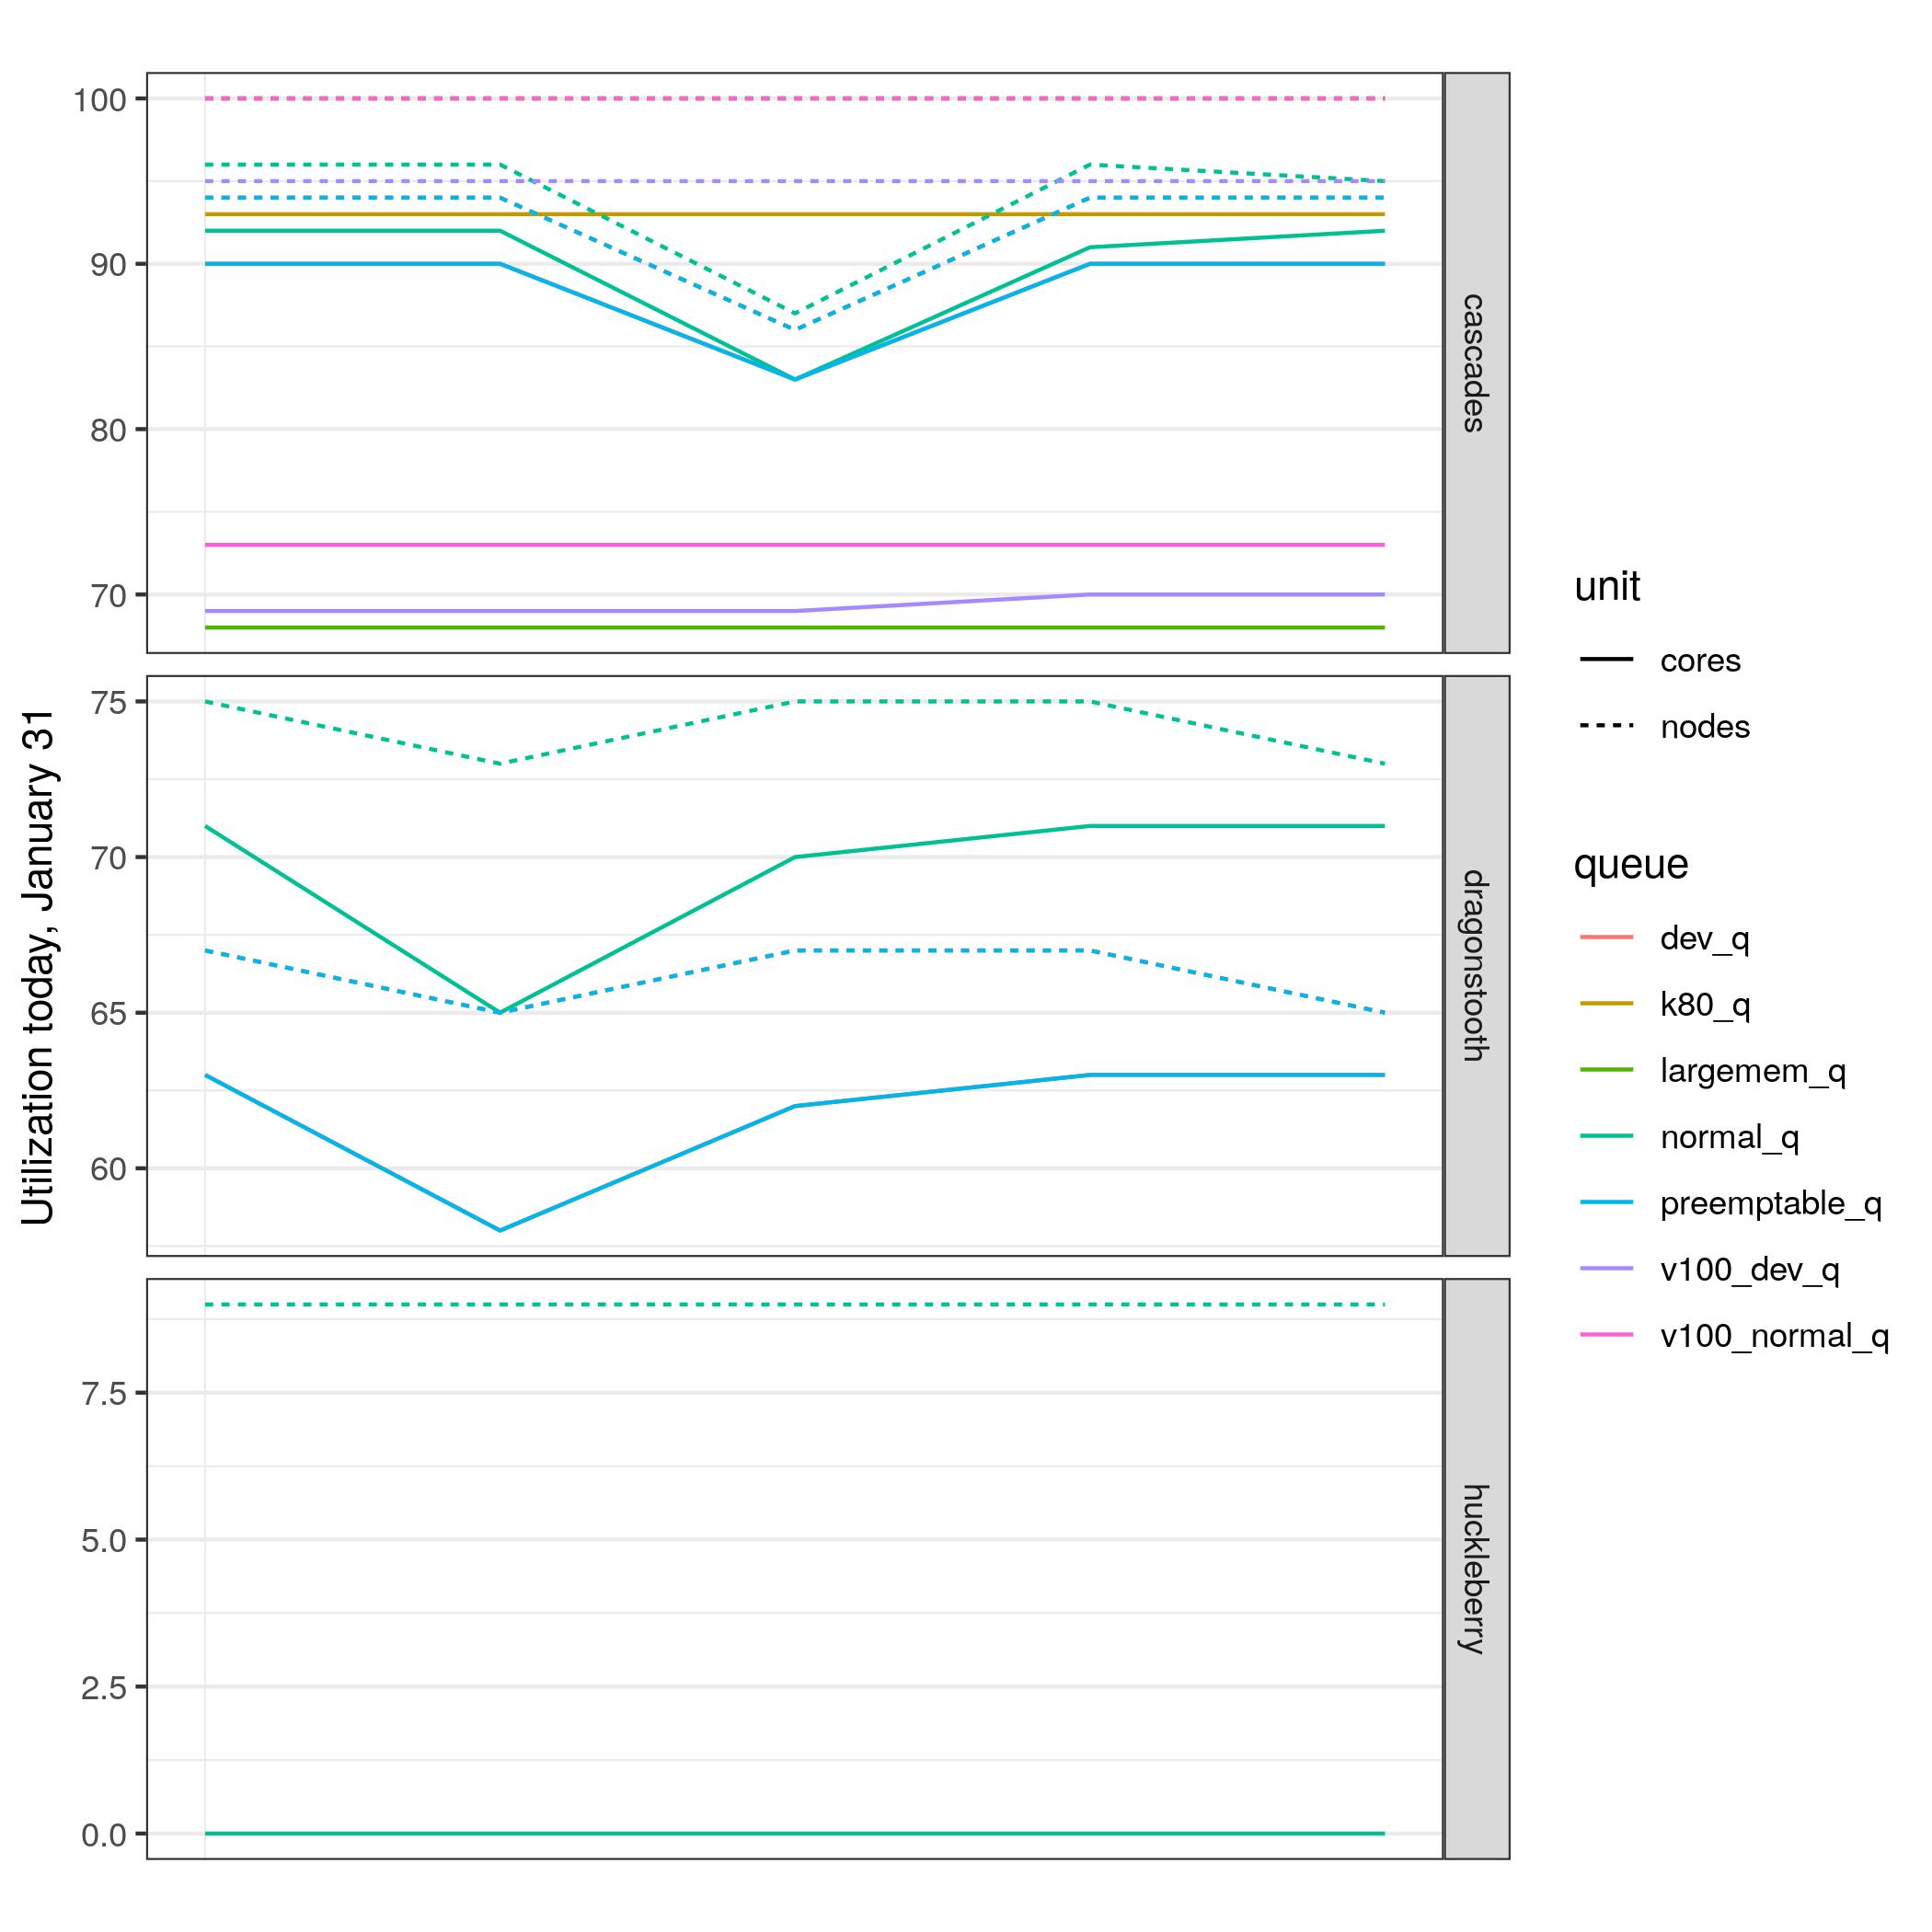 Utilization today, January 31
100
90
80
70
cascades
75
70
65
60
dragonstooth
7.5
5.0
2.5
0.0
huckleberry
unit
cores
nodes
queue
dev_q
k80_q
largemem_q
normal_q
preemptable_q
v100_dev_q
v100_normal_q